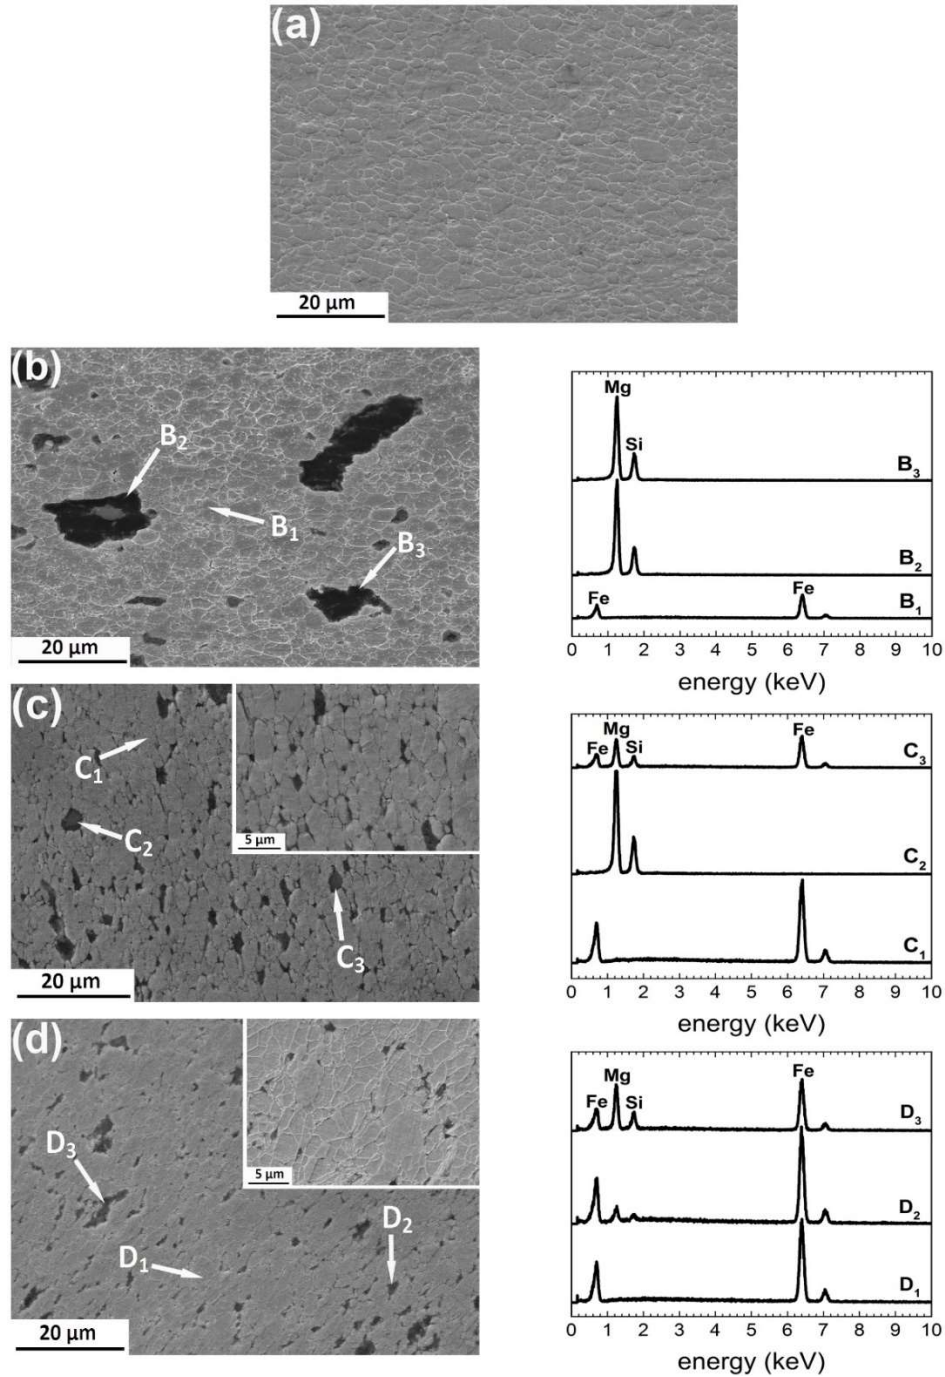 (a)
20 µm
(b)
B2
B1
B3
20 µm
Mg
Si
B3
B2
Fe
Fe
B1
0 1 2 3 4 5 6 7 8 9 10
energy (keV)
(c)
C1
C2
C3
5 µm
20 µm
Fe
Mg
Si
Fe
C3
C2
C1
0 1 2 3 4 5 6 7 8 9 10
energy (keV)
(d)
D3
D1
D2
5 µm
20 µm
Fe
Mg
Si
Fe
D3
D2
D1
0 1 2 3 4 5 6 7 8 9 10
energy (keV)